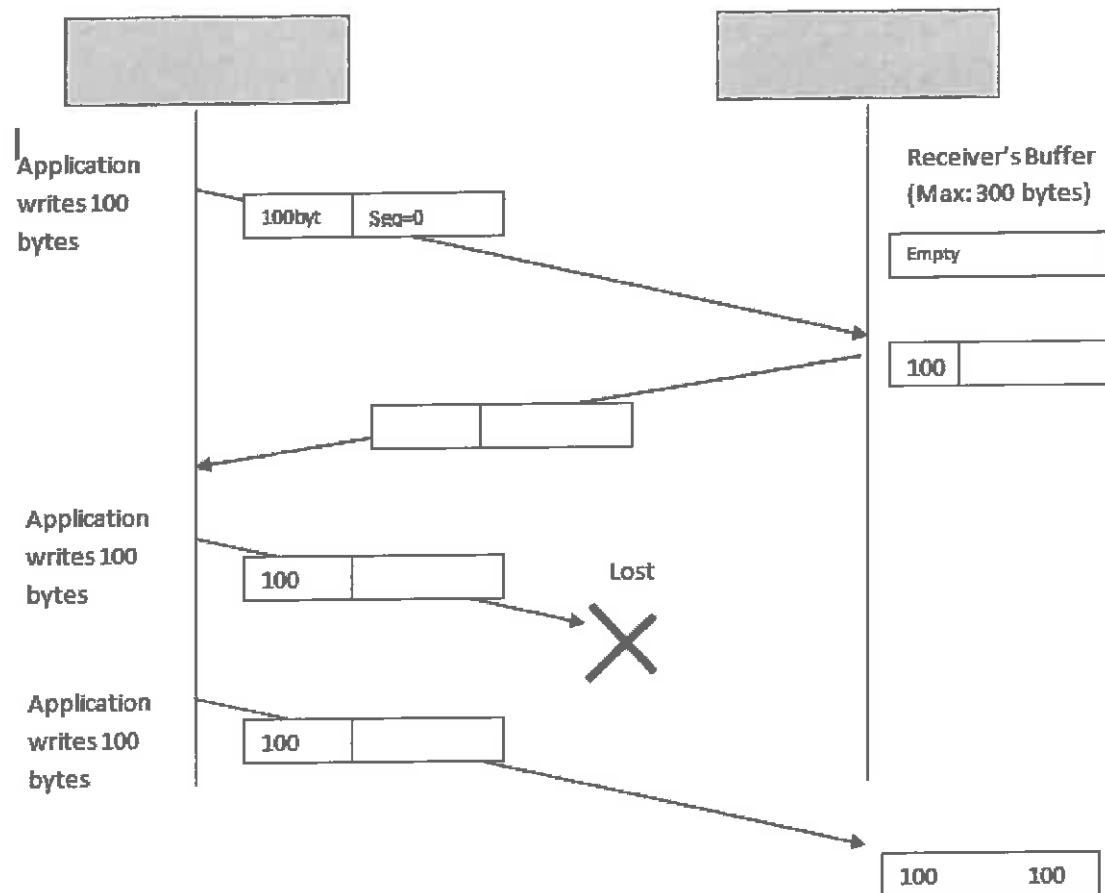 Application
writes 100
bytes
100byt
Seq=0
Receiver's Buffer
(Max: 300 bytes)
Empty
100
Application
writes 100
bytes
100
Lost
Application
writes 100
bytes
100
100 100